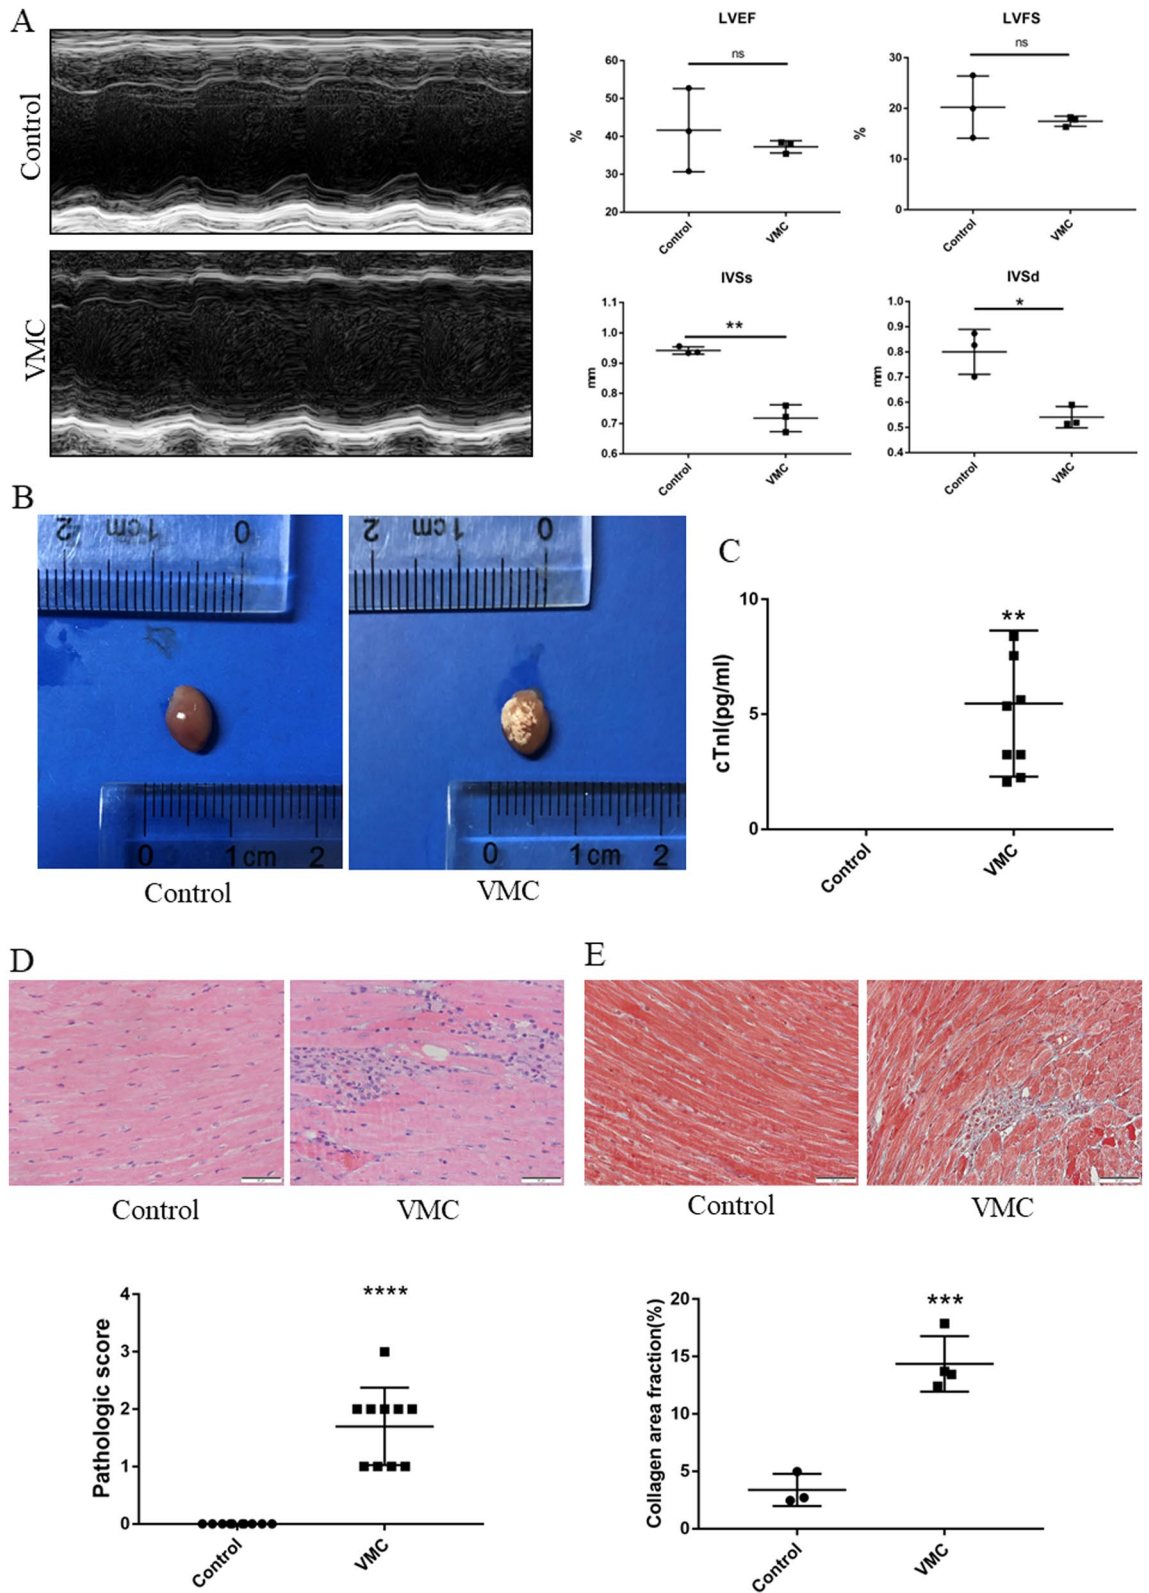 A
Control
VMC
LVEF
ns
%
60
50
40
30
20
Control
VMC
LVFS
ns
%
30
20
10
0
Control
VMC
IVSs
**
mm
1.1
1.0
0.9
0.8
0.7
0.6
Control
VMC
IVSd
*
mm
1.0
0.9
0.8
0.7
0.6
0.5
0.4
Control
VMC
B
2 1cm 0
0 1cm 2
Control
2 1cm 0
0 1cm 2
VMC
C
cTnI(pg/ml)
10
5
0
**
Control
VMC
D
Control
VMC
Pathologic score
4
3
2
1
0
****
Control
VMC
E
Control
VMC
Collagen area fraction(%)
20
15
10
5
0
***
Control
VMC